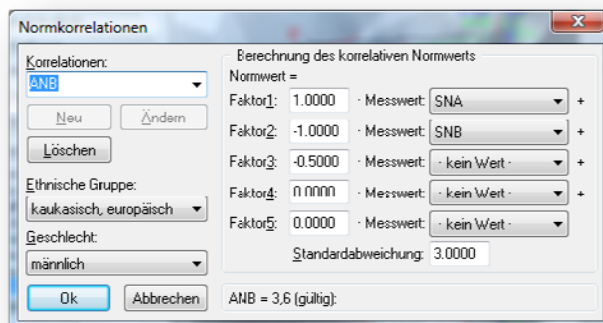 Normkorrelationen
Korrelationen:
ANB
Neu Ändern
Löschen
Ethnische Gruppe:
kaukasisch, europäisch
Geschlecht:
männlich
Ok Abbrechen
Berechnung des korrelativen Normwerts
Normwert =
Faktor1: 1.0000 · Messwert: SNA +
Faktor2: -1.0000 · Messwert: SNB +
Faktor3: -0.5000 · Messwert: - kein Wert - +
Faktor4: 0.0000 · Messwert: - kein Wert - +
Faktor5: 0.0000 · Messwert: - kein Wert -
Standardabweichung: 3.0000
ANB = 3,6 (gültig):